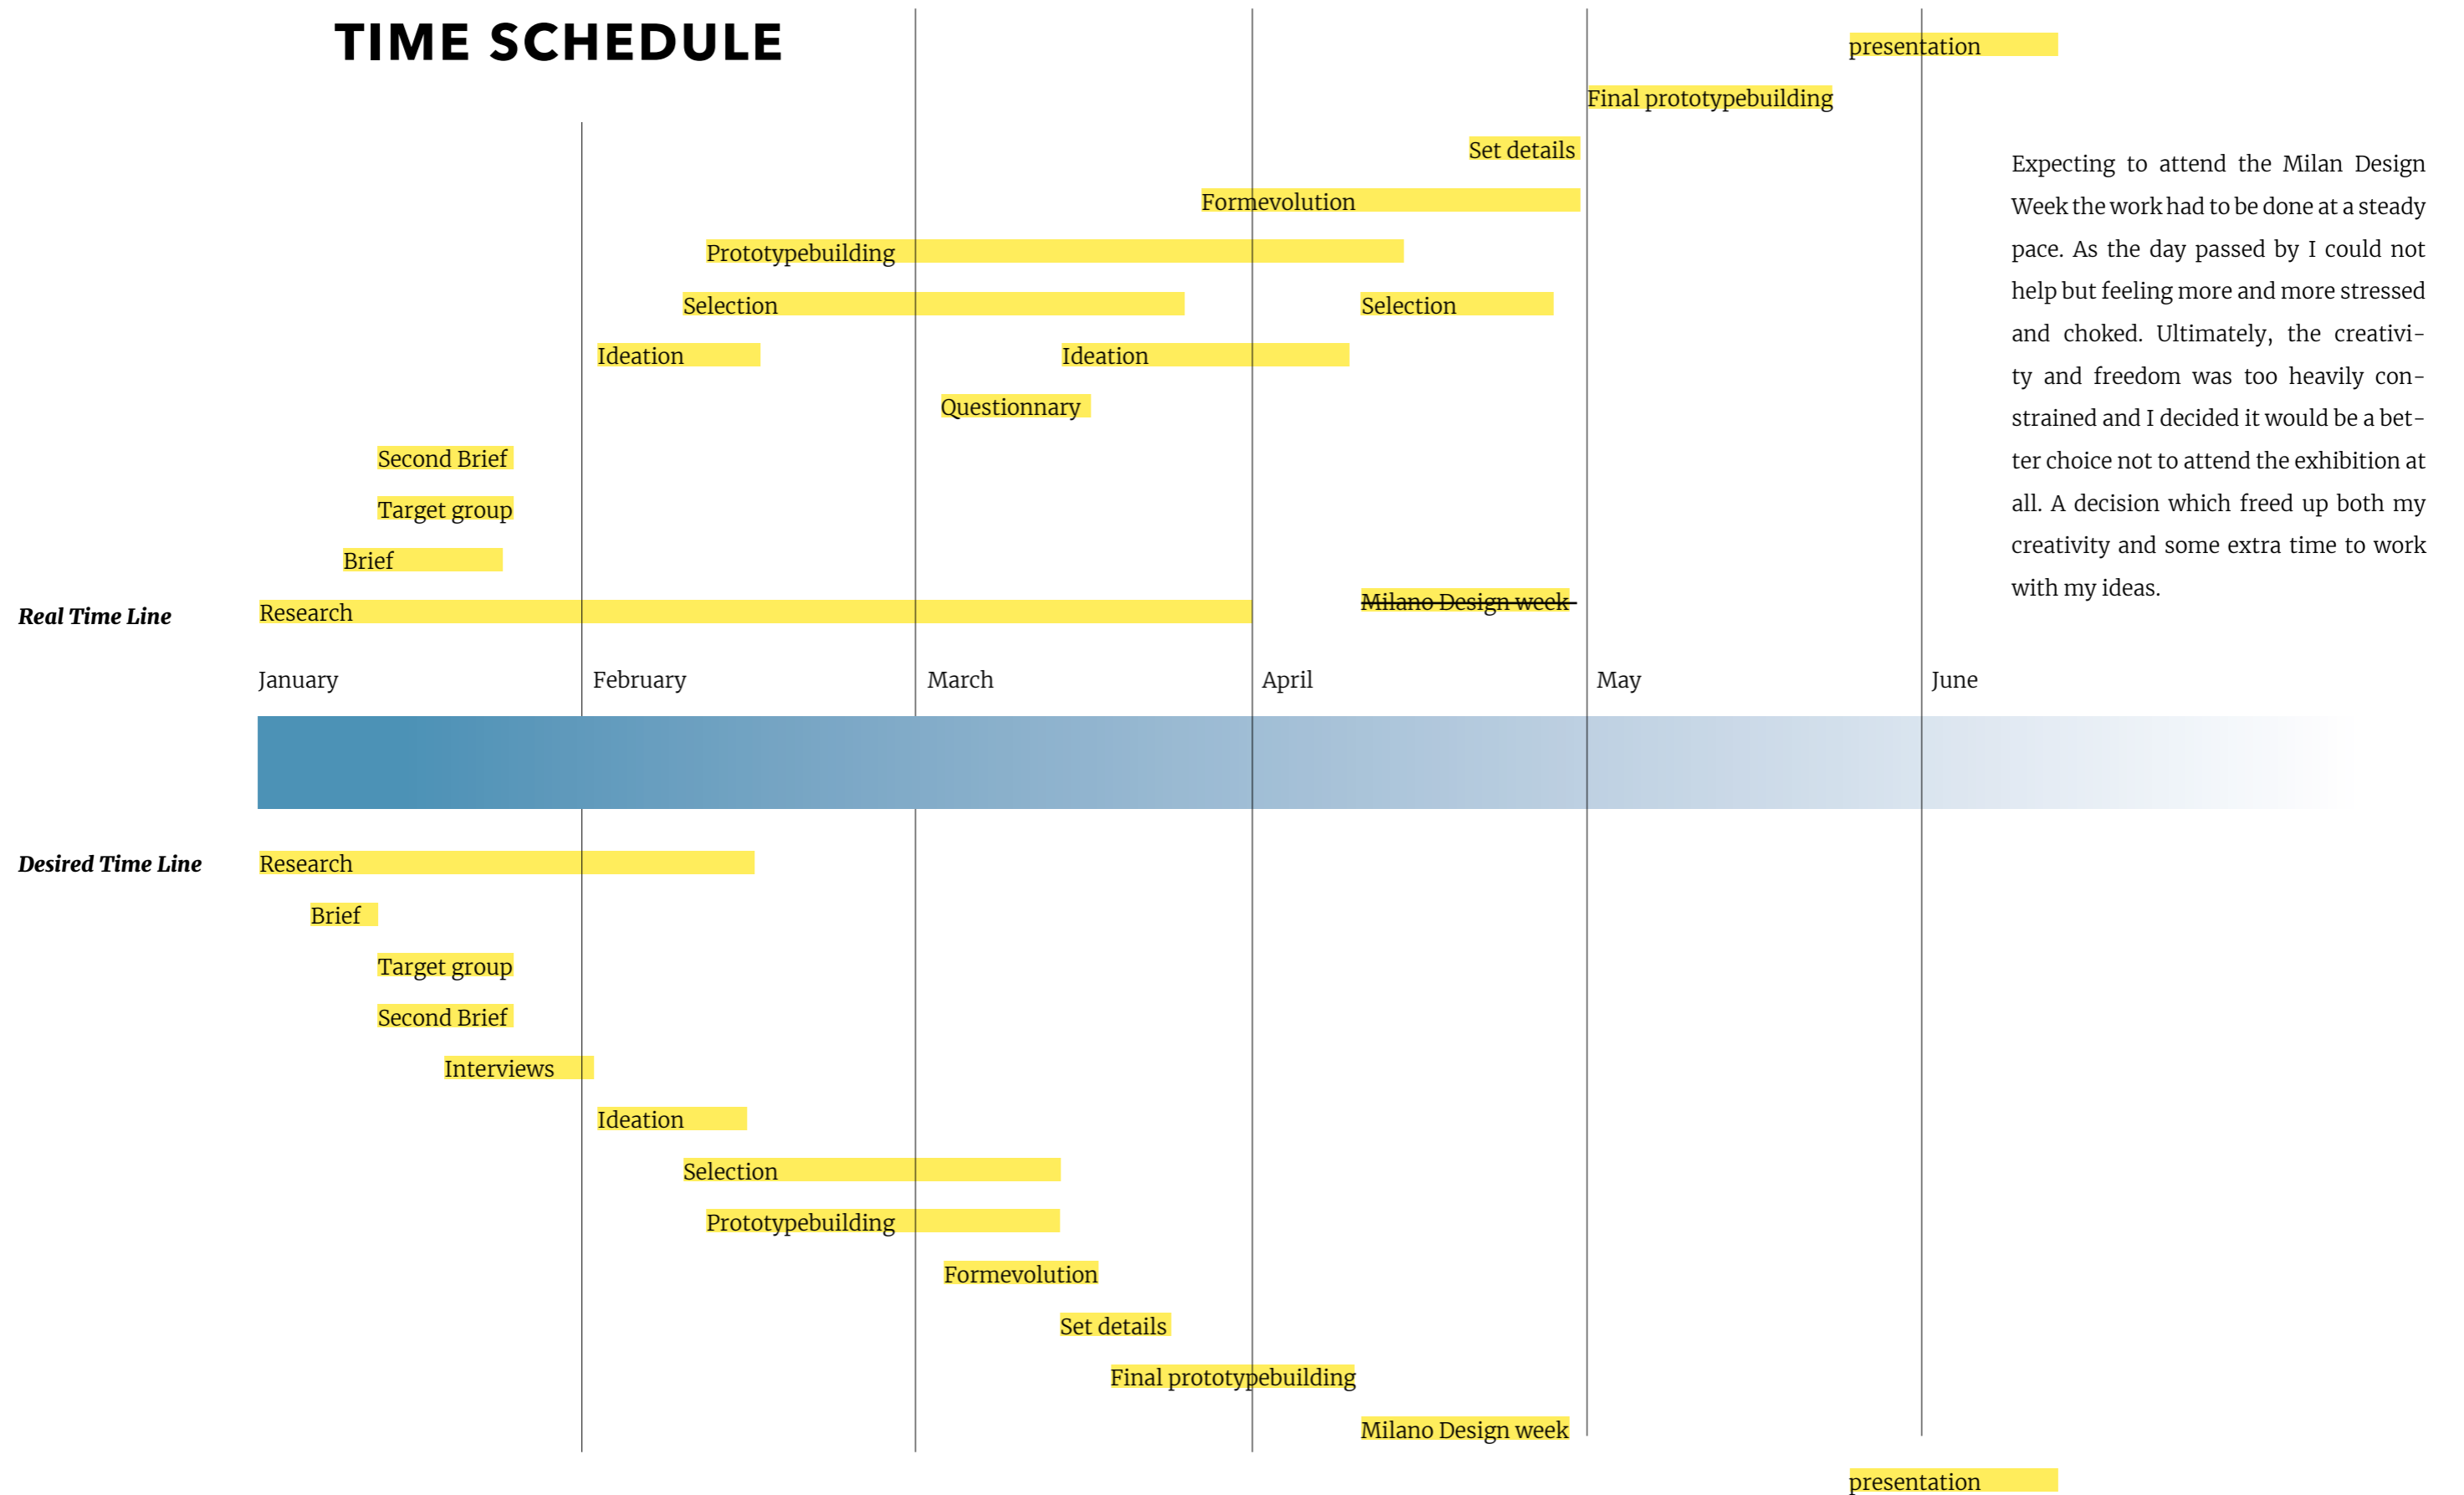 TIME SCHEDULE
presentation
Final prototypebuilding
Set details
Formevolution
Prototypebuilding
Selection
Selection
Ideation
Ideation
Questionnary
Second Brief
Target group
Brief
Real Time Line
Research
Milano Design week
Expecting to attend the Milan Design
Week the work had to be done at a steady
pace. As the day passed by I could not
help but feeling more and more stressed
and choked. Ultimately, the creativi-
ty and freedom was too heavily con-
strained and I decided it would be a bet-
ter choice not to attend the exhibition at
all. A decision which freed up both my
creativity and some extra time to work
with my ideas.
January
February
March
April
May
June
Desired Time Line
Research
Brief
Target group
Second Brief
Interviews
Ideation
Selection
Prototypebuilding
Formevolution
Set details
Final prototypebuilding
Milano Design week
presentation